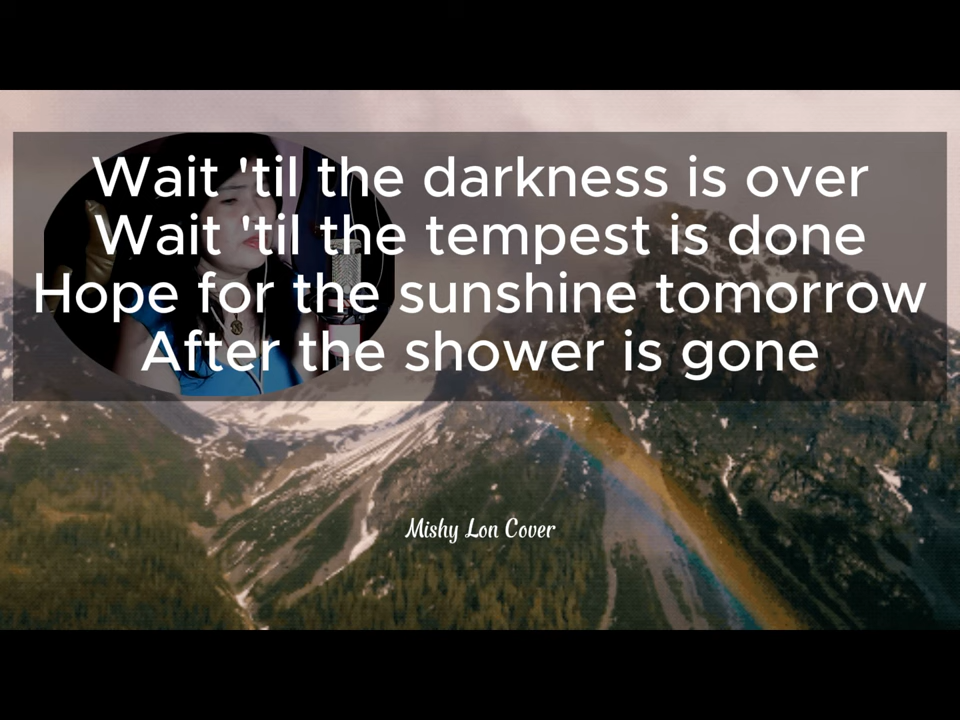 Wait 'til the darkness is over
Wait 'til the tempest is done
Hope for the sunshine tomorrow
After the shower is gone
Mishy Lon Cover